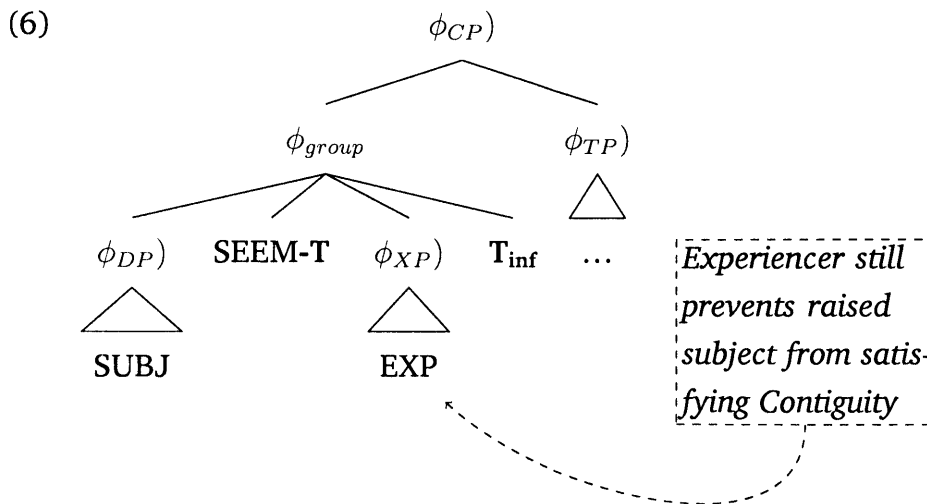 (6)
ϕCP)
ϕgroup ϕTP)
ϕDP) SEEM-T ϕXP) Tinf ...
SUBJ EXP
Experiencer still
prevents raised
subject from satis-
fying Contiguity